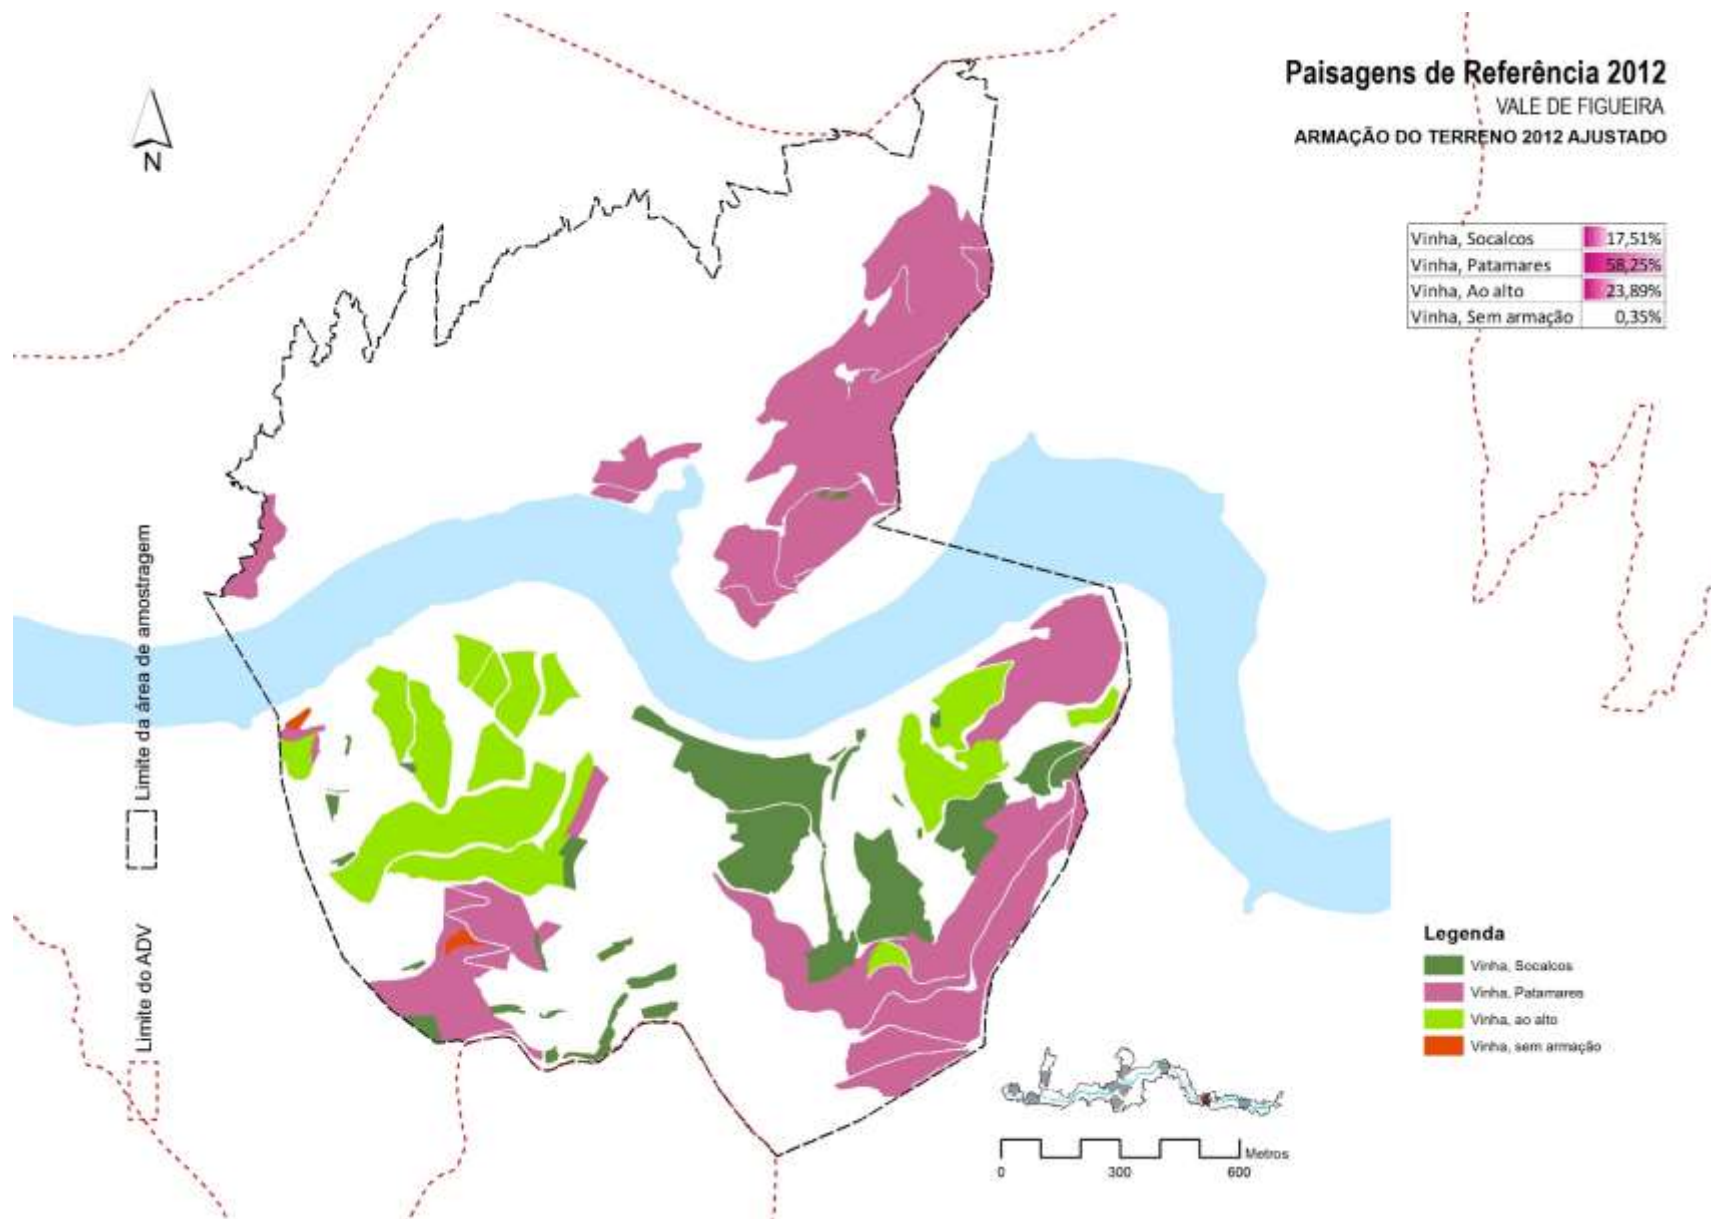 Paisagens de Referência 2012
VALE DE FIGUEIRA
ARMAÇÃO DO TERRENO 2012 AJUSTADO
N
Vinha, Socalcos 17,51%
Vinha, Patamares 58,25%
Vinha, Ao alto 23,89%
Vinha, Sem armação 0,35%
Limite da área de amostragem
Limite do ADV
Legenda
Vinha, Socalcos
Vinha, Patamares
Vinha, ao alto
Vinha, sem armação
Metros
0 300 600